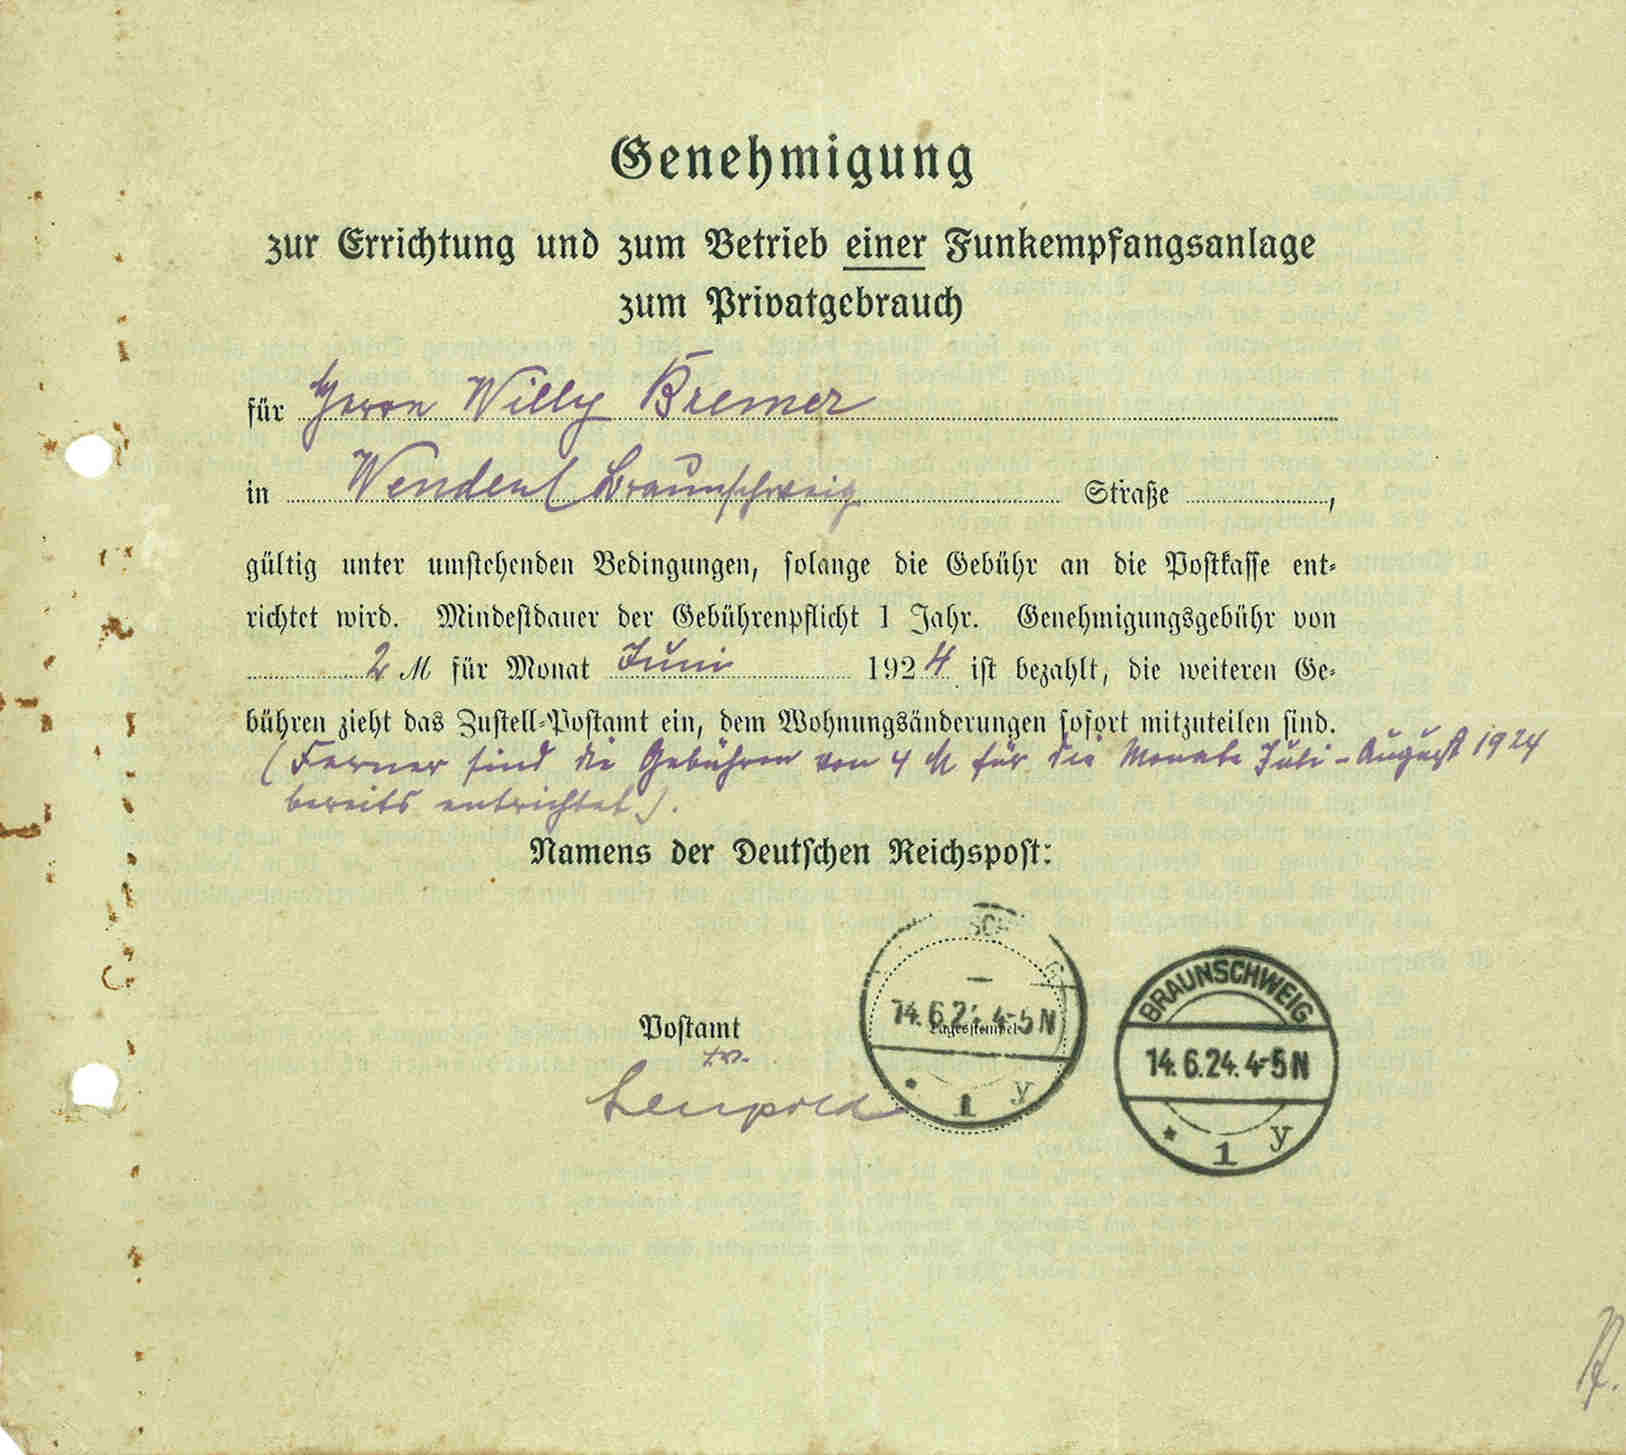 Genehmigung
zur Errichtung und zum Betrieb einer Funkempfangsanlage
zum Privatgebrauch
für Herrn Willy Bremer
in Wenden / Braunschweig Straße ,
gültig unter umstehenden Bedingungen, solange die Gebühr an die Postkasse ent-
richtet wird. Mindestdauer der Gebührenpflicht 1 Jahr. Genehmigungsgebühr von
2 M für Monat Juni 1924 ist bezahlt, die weiteren Ge-
bühren zieht das Zustell-Postamt ein, dem Wohnungsänderungen sofort mitzuteilen sind.
(Ferner sind die Gebühren von 4 M für die Monate Juli - August 1924
bereits entrichtet).
Namens der Deutschen Reichspost:
Postamt
Leupold
Tagesstempel
14.6.24.4-5N
* 1 y
BRAUNSCHWEIG
14.6.24.4-5N
* 1 y